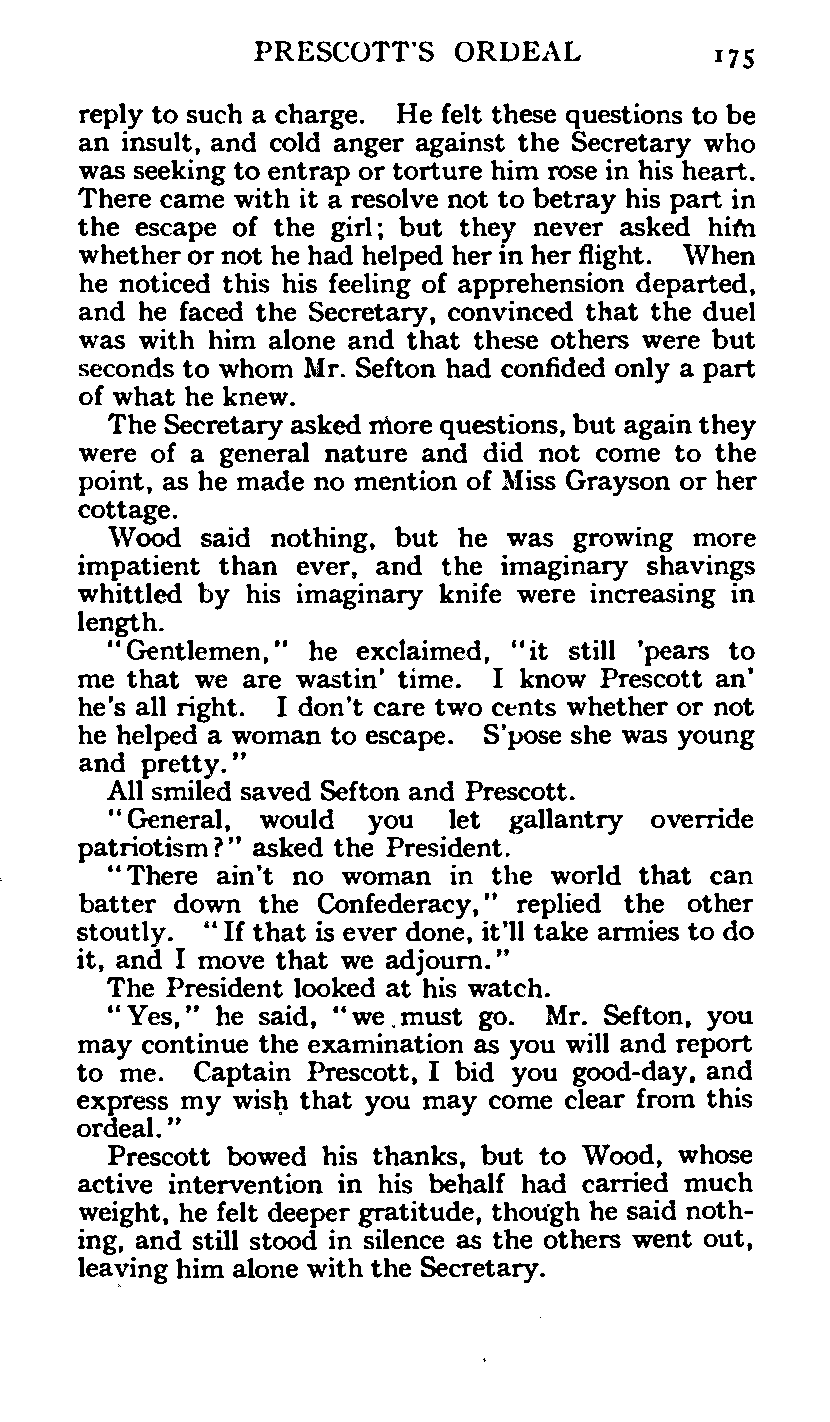 PRESCOTT'S ORDEAL 175
reply to such a charge. He felt these questions to be
an insult, and cold anger against the Secretary who
was seeking to entrap or torture him rose in his heart.
There came with it a resolve not to betray his part in
the escape of the girl; but they never asked him
whether or not he had helped her in her flight. When
he noticed this his feeling of apprehension departed,
and he faced the Secretary, convinced that the duel
was with him alone and that these others were but
seconds to whom Mr. Sefton had confided only a part
of what he knew.
The Secretary asked more questions, but again they
were of a general nature and did not come to the
point, as he made no mention of Miss Grayson or her
cottage.
Wood said nothing, but he was growing more
impatient than ever, and the imaginary shavings
whittled by his imaginary knife were increasing in
length.
"Gentlemen," he exclaimed, "it still 'pears to
me that we are wastin' time. I know Prescott an'
he's all right. I don't care two cents whether or not
he helped a woman to escape. S'pose she was young
and pretty."
All smiled saved Sefton and Prescott.
"General, would you let gallantry override
patriotism?" asked the President.
"There ain't no woman in the world that can
batter down the Confederacy," replied the other
stoutly. "If that is ever done, it'll take armies to do
it, and I move that we adjourn."
The President looked at his watch.
"Yes," he said, "we must go. Mr. Sefton, you
may continue the examination as you will and report
to me. Captain Prescott, I bid you good-day, and
express my wish that you may come clear from this
ordeal."
Prescott bowed his thanks, but to Wood, whose
active intervention in his behalf had carried much
weight, he felt deeper gratitude, though he said noth-
ing, and still stood in silence as the others went out,
leaving him alone with the Secretary.